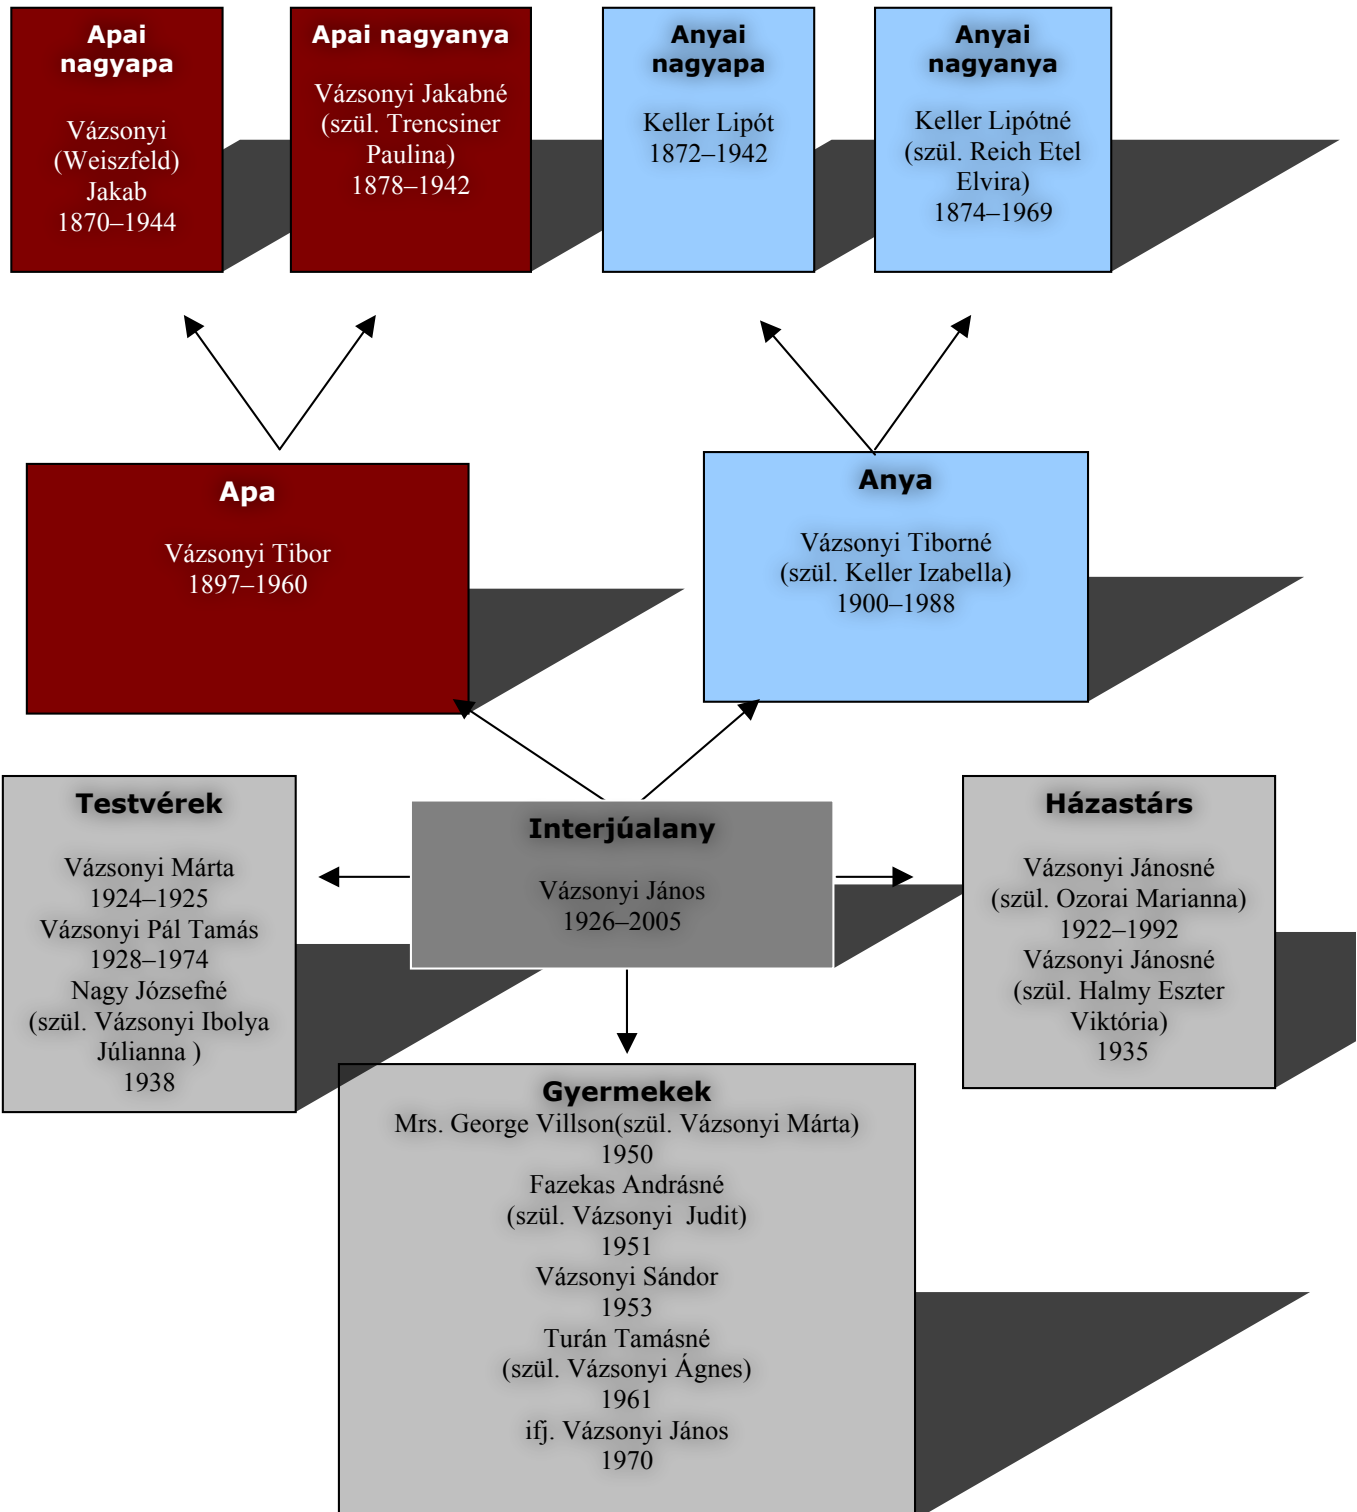 Apai
nagyapa
Vázsonyi
(Weiszfeld)
Jakab
1870–1944
Apai nagyanya
Vázsonyi Jakabné
(szül. Trencsiner
Paulina)
1878–1942
Anyai
nagyapa
Keller Lipót
1872–1942
Anyai
nagyanya
Keller Lipótné
(szül. Reich Etel
Elvira)
1874–1969
Apa
Vázsonyi Tibor
1897–1960
Anya
Vázsonyi Tiborné
(szül. Keller Izabella)
1900–1988
Testvérek
Vázsonyi Márta
1924–1925
Vázsonyi Pál Tamás
1928–1974
Nagy Józsefné
(szül. Vázsonyi Ibolya
Júlianna )
1938
Interjúalany
Vázsonyi János
1926–2005
Házastárs
Vázsonyi Jánosné
(szül. Ozorai Marianna)
1922–1992
Vázsonyi Jánosné
(szül. Halmy Eszter
Viktória)
1935
Gyermekek
Mrs. George Villson(szül. Vázsonyi Márta)
1950
Fazekas Andrásné
(szül. Vázsonyi  Judit)
1951
Vázsonyi Sándor
1953
Turán Tamásné
(szül. Vázsonyi Ágnes)
1961
ifj. Vázsonyi János
1970